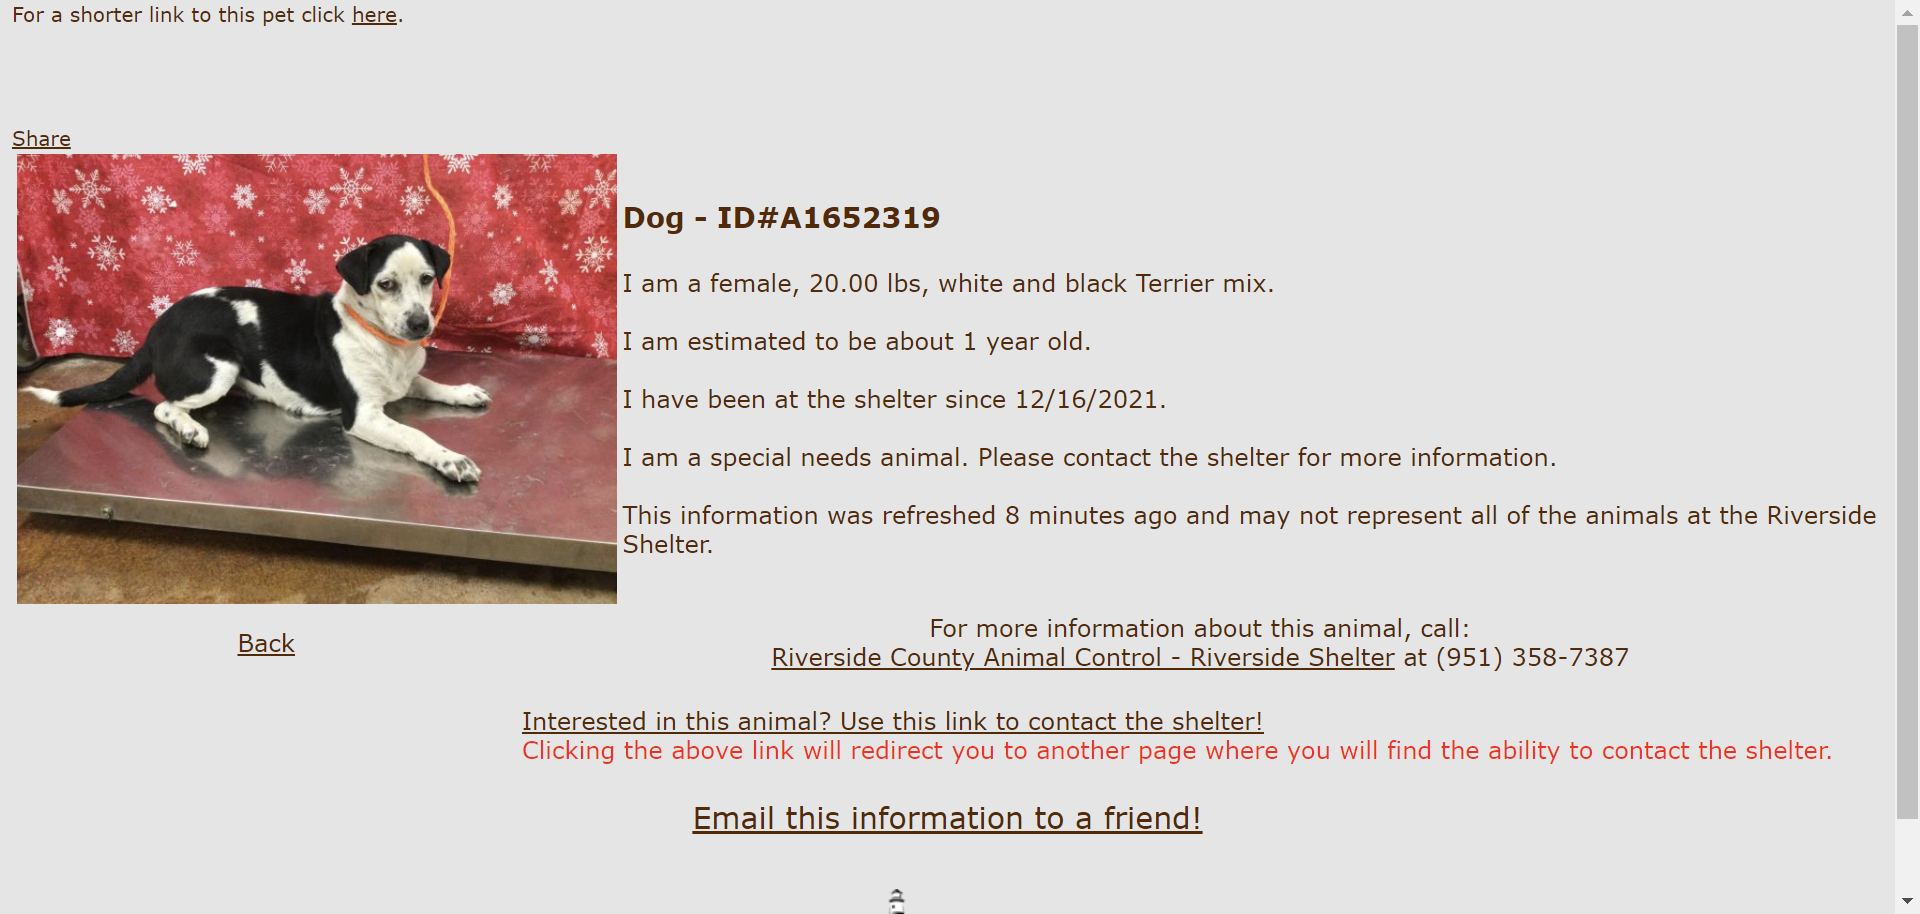 For a shorter link to this pet click here.
Share
Dog - ID#A1652319
I am a female, 20.00 lbs, white and black Terrier mix.
I am estimated to be about 1 year old.
I have been at the shelter since 12/16/2021.
I am a special needs animal. Please contact the shelter for more information.
This information was refreshed 8 minutes ago and may not represent all of the animals at the Riverside
Shelter.
Back
For more information about this animal, call:
Riverside County Animal Control - Riverside Shelter at (951) 358-7387
Interested in this animal? Use this link to contact the shelter!
Clicking the above link will redirect you to another page where you will find the ability to contact the shelter.
Email this information to a friend!